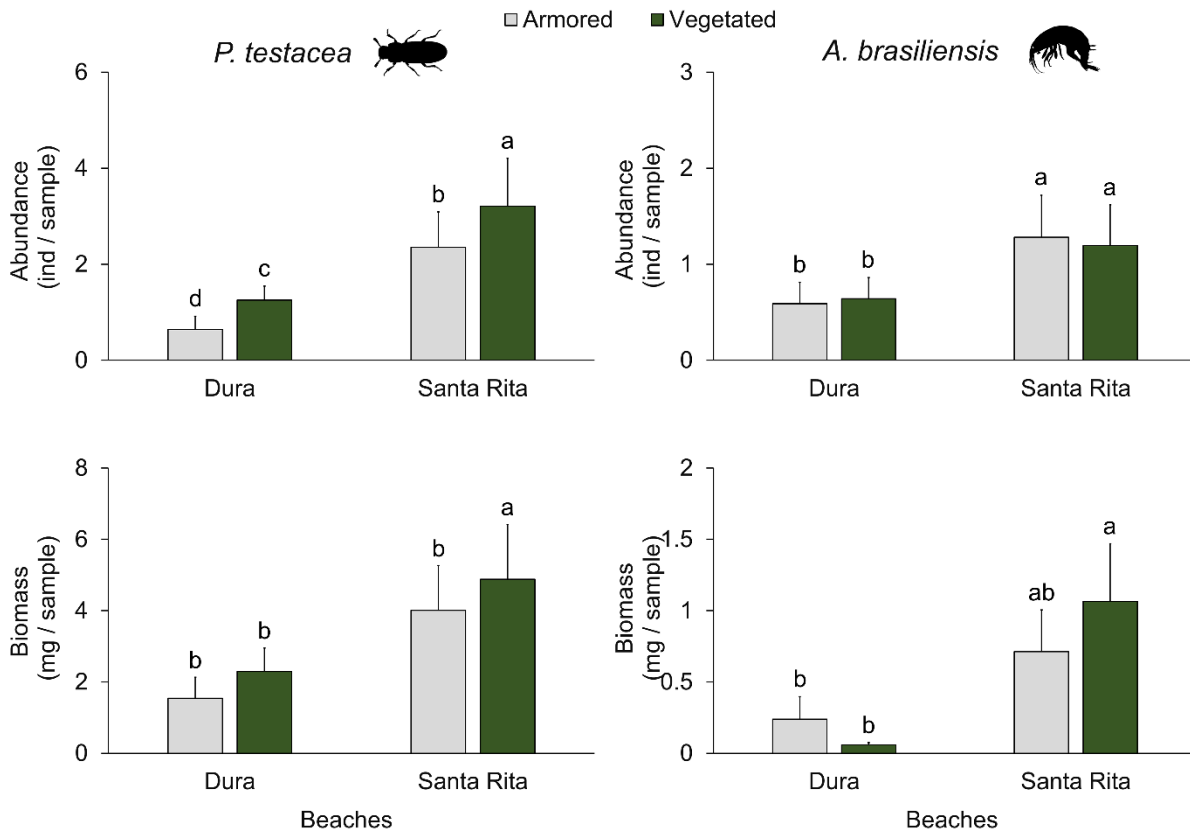 Armored Vegetated
P. testacea
A. brasiliensis
Abundance
(ind / sample)
6
4
2
0
d
c
b
a
Dura
Santa Rita
Abundance
(ind / sample)
3
2
1
0
b
b
a
a
Dura
Santa Rita
Biomass
(mg / sample)
8
6
4
2
0
b
b
b
a
Dura
Santa Rita
Beaches
Biomass
(mg / sample)
2
1.5
1
0.5
0
b
b
ab
a
Dura
Santa Rita
Beaches